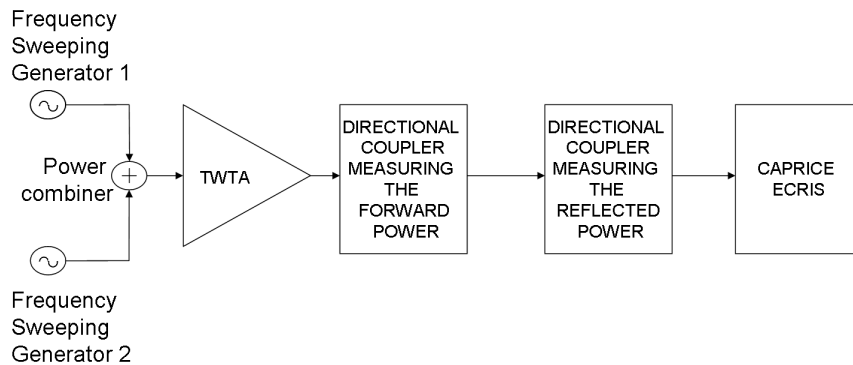 Frequency
Sweeping
Generator 1
Power
combiner
+
TWTA
DIRECTIONAL
COUPLER
MEASURING
THE
FORWARD
POWER
DIRECTIONAL
COUPLER
MEASURING
THE
REFLECTED
POWER
CAPRICE
ECRIS
Frequency
Sweeping
Generator 2